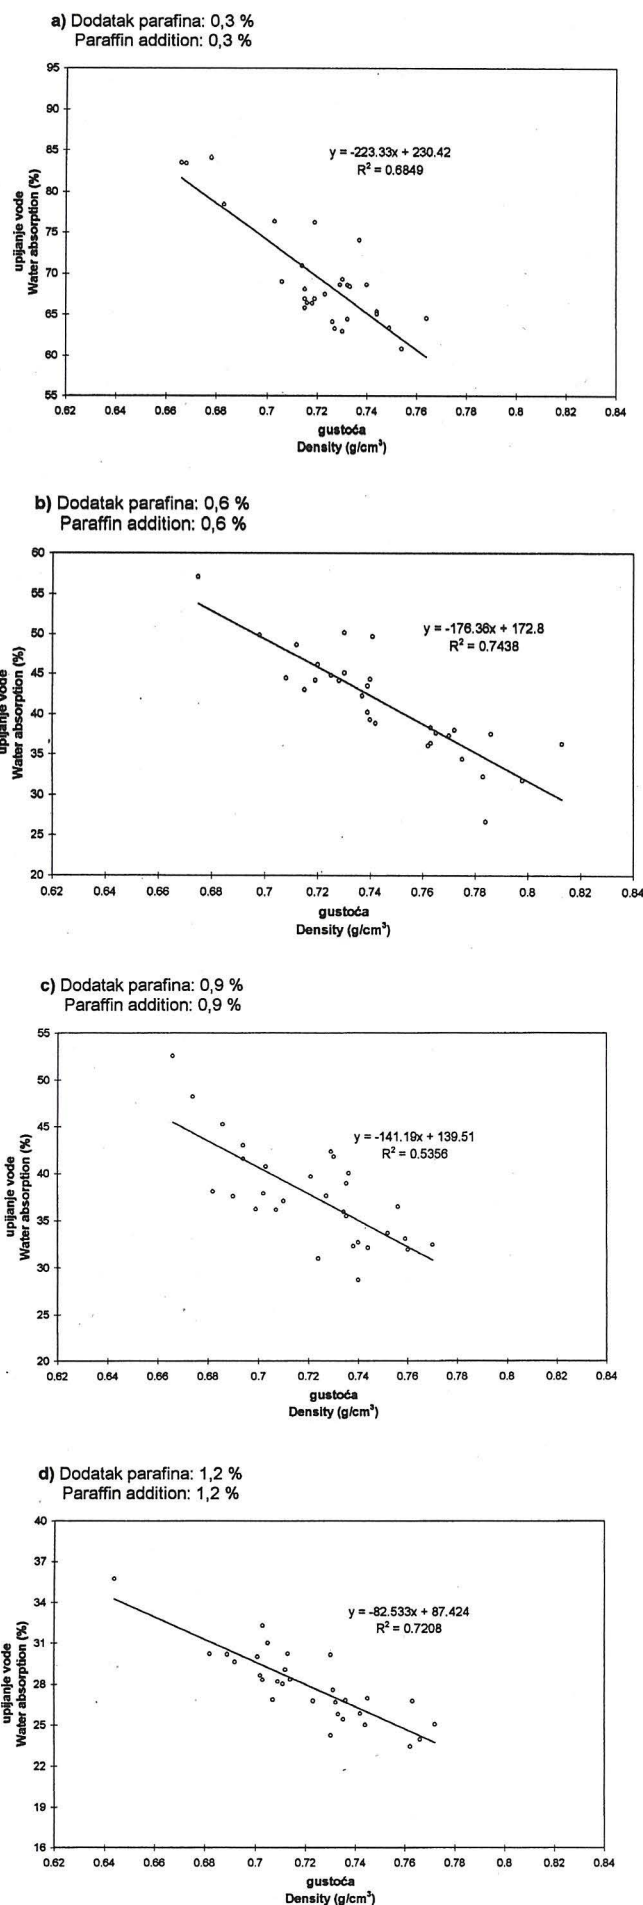 a) Dodatak parafina: 0,3 %
Paraffin addition: 0,3 %
95
90
85
80
75
70
65
60
55
upijanje vode
Water absorption (%)
y = -223.33x + 230.42
R² = 0.6849
0.62 0.64 0.66 0.68 0.7 0.72 0.74 0.76 0.78 0.8 0.82 0.84
gustoća
Density (g/cm³)
b) Dodatak parafina: 0,6 %
Paraffin addition: 0,6 %
60
55
50
45
40
35
30
25
20
upijanje vode
Water absorption (%)
y = -176.36x + 172.8
R² = 0.7438
0.62 0.64 0.66 0.68 0.7 0.72 0.74 0.76 0.78 0.8 0.82 0.84
gustoća
Density (g/cm³)
c) Dodatak parafina: 0,9 %
Paraffin addition: 0,9 %
55
50
45
40
35
30
25
20
upijanje vode
Water absorption (%)
y = -141.19x + 139.51
R² = 0.5356
0.62 0.64 0.66 0.68 0.7 0.72 0.74 0.76 0.78 0.8 0.82 0.84
gustoća
Density (g/cm³)
d) Dodatak parafina: 1,2 %
Paraffin addition: 1,2 %
40
37
34
31
28
25
22
19
16
upijanje vode
Water absorption (%)
y = -82.533x + 87.424
R² = 0.7208
0.62 0.64 0.66 0.68 0.7 0.72 0.74 0.76 0.78 0.8 0.82 0.84
gustoća
Density (g/cm³)